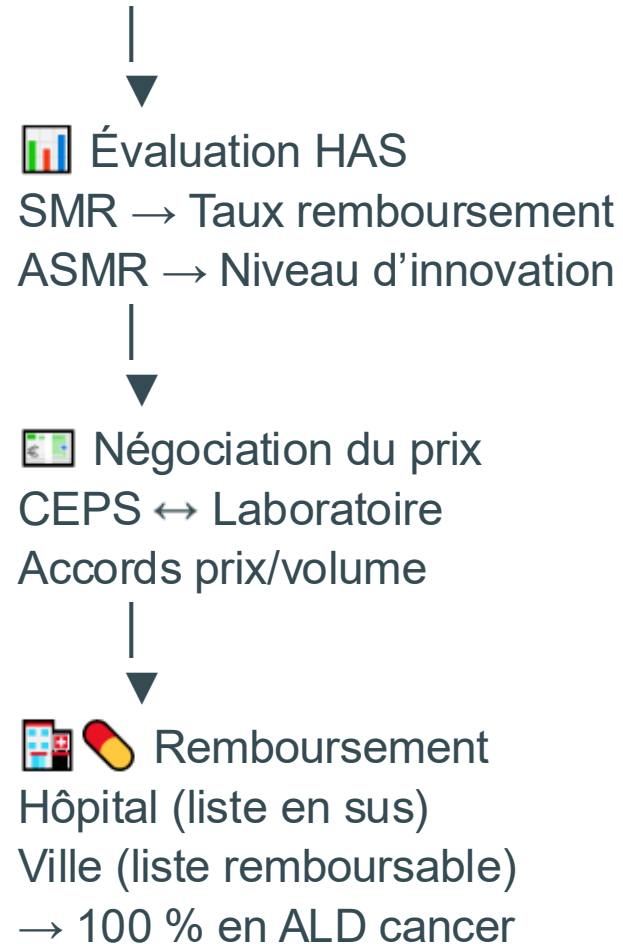 Évaluation HAS
SMR → Taux remboursement
ASMR → Niveau d’innovation
Négociation du prix
CEPS ↔ Laboratoire
Accords prix/volume
Remboursement
Hôpital (liste en sus)
Ville (liste remboursable)
→ 100 % en ALD cancer